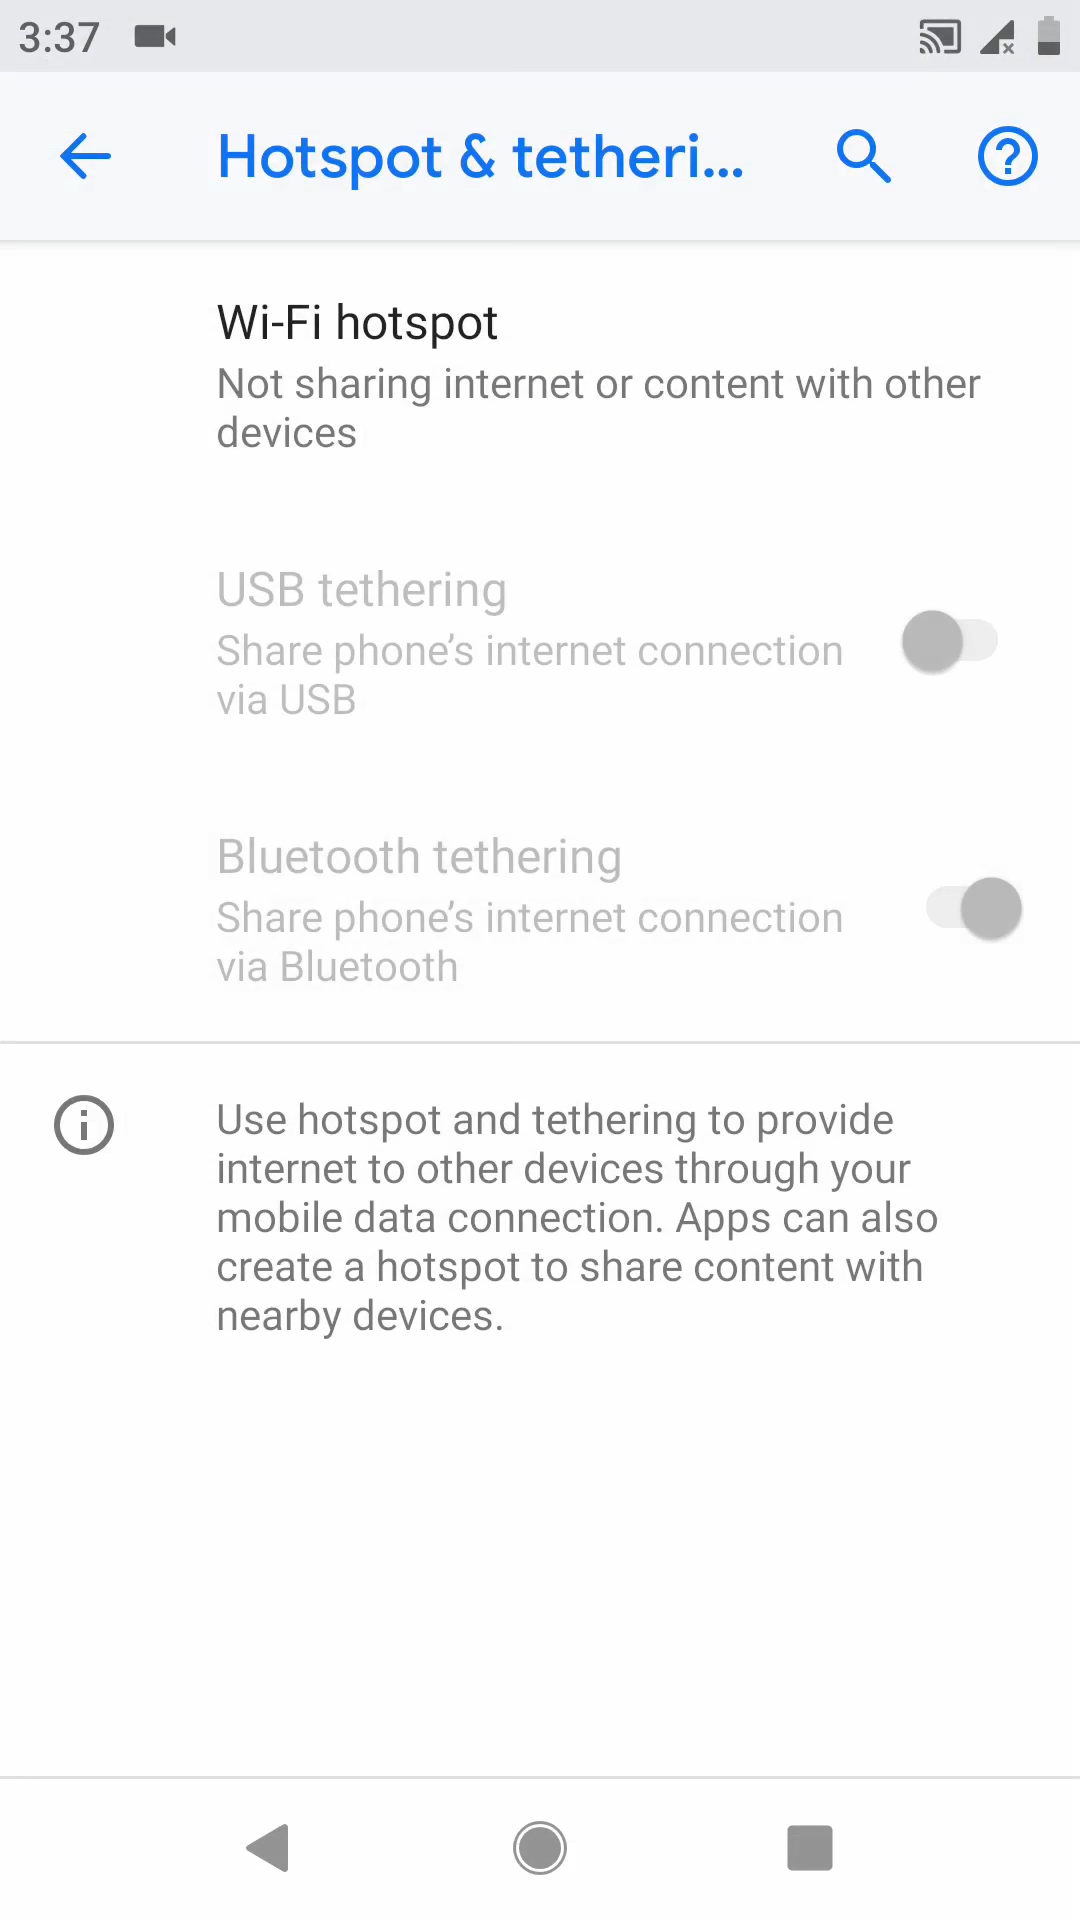 3:37
Hotspot & tetheri...
Wi-Fi hotspot
Not sharing internet or content with other
devices
USB tethering
Share phone’s internet connection
via USB
Bluetooth tethering
Share phone’s internet connection
via Bluetooth
Use hotspot and tethering to provide
internet to other devices through your
mobile data connection. Apps can also
create a hotspot to share content with
nearby devices.